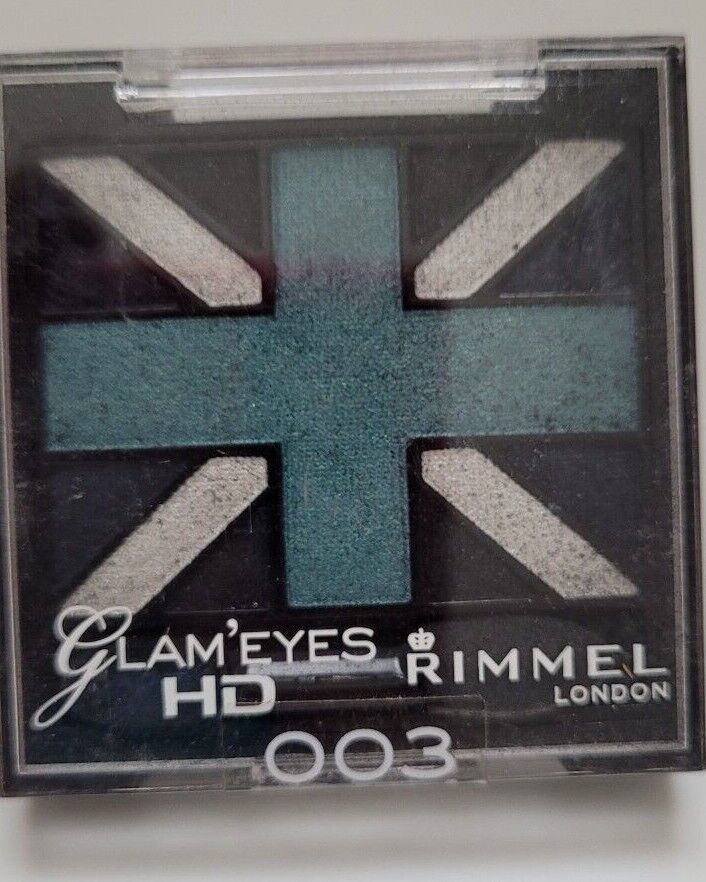 GLAM'EYES
HD
RIMMEL
LONDON
003